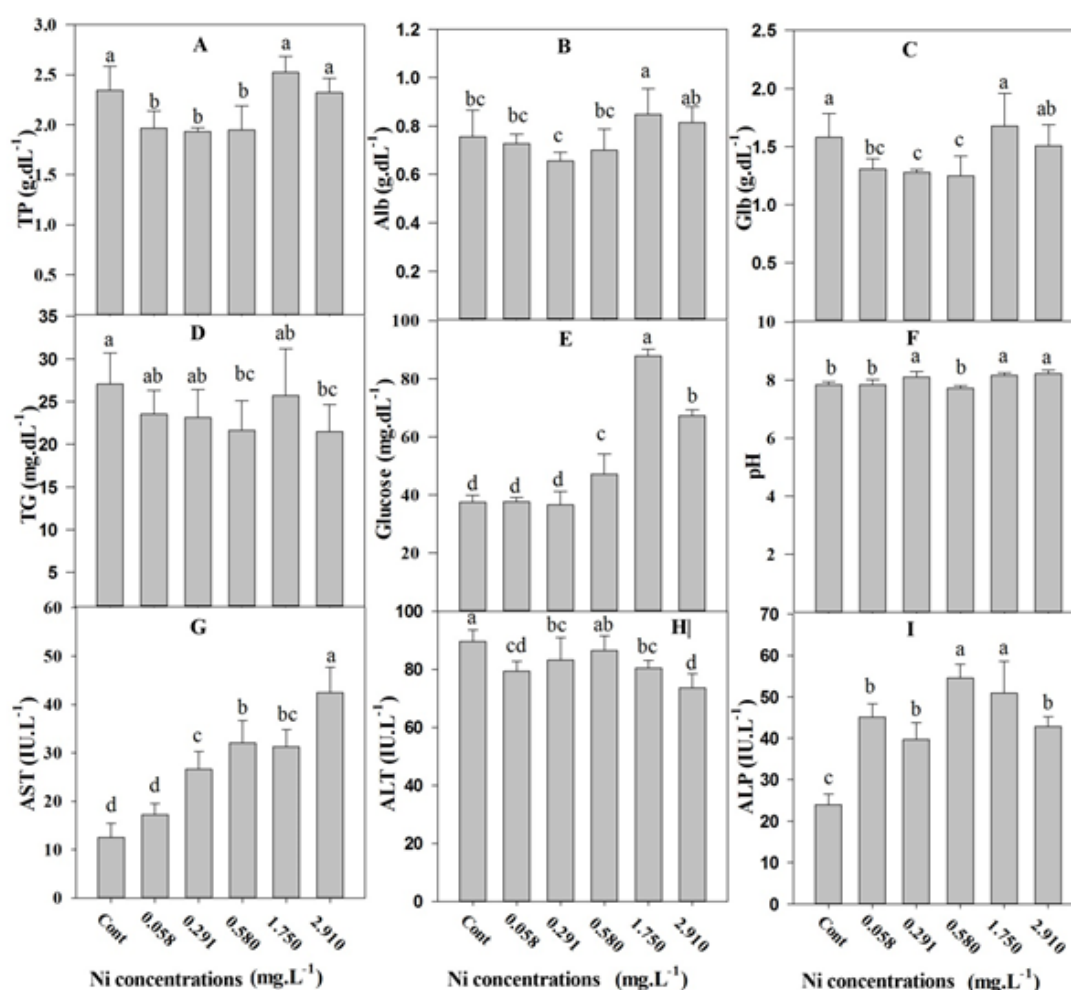 A
TP (g.dL-1)
3.0
2.5
2.0
1.5
1.0
0.5
a
b
b
b
a
a
B
Alb (g.dL-1)
1.2
1.0
0.8
0.6
0.4
0.2
bc
bc
c
bc
a
ab
C
Glb (g.dL-1)
2.0
1.5
1.0
0.5
a
bc
c
c
a
ab
D
TG (mg.dL-1)
35
30
25
20
15
10
5
a
ab
ab
bc
ab
bc
E
Glucose (mg.dL-1)
100
80
60
40
20
d
d
d
c
a
b
F
pH
10
8
6
4
2
b
b
a
b
a
a
G
AST (IU.L-1)
60
50
40
30
20
10
0
d
d
c
b
bc
a
Cont
0.058
0.291
0.580
1.750
2.910
Ni concentrations (mg.L-1)
H|
ALT (IU.L-1)
100
80
60
40
20
0
a
cd
bc
ab
bc
d
Cont
0.058
0.291
0.580
1.750
2.910
Ni concentrations (mg.L-1)
I
ALP (IU.L-1)
70
60
50
40
30
20
10
0
c
b
b
a
a
b
Cont
0.058
0.291
0.580
1.750
2.910
Ni concentrations (mg.L-1)